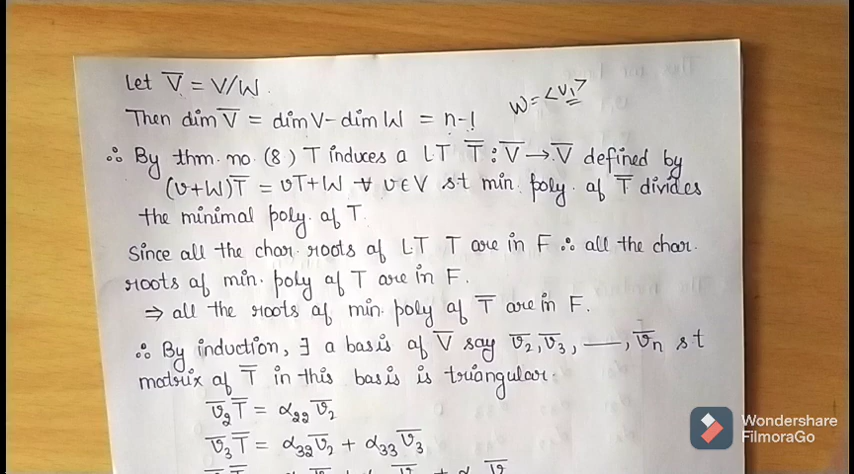 Let V̅ = V/W.
Then dim V̅ = dim V - dim W = n-1
W = <v₁>
∴ By thm. no. (8) T induces a LT T̅ : V̅ → V̅ defined by
(v+W)T̅ = vT+W ∀ v∈V s.t min. poly. of T̅ divides
the minimal poly. of T.
Since all the char. roots of LT T are in F ∴ all the char.
roots of min. poly of T are in F.
⇒ all the roots of min. poly of T̅ are in F.
∴ By induction, ∃ a basis of V̅ say v̅₂, v̅₃, —, v̅ₙ s t
matrix of T̅ in this basis is triangular.
v̅₂T̅ = α₂₂ v̅₂
v̅₃T̅ = α₃₂ v̅₂ + α₃₃ v̅₃
Wondershare
FilmoraGo